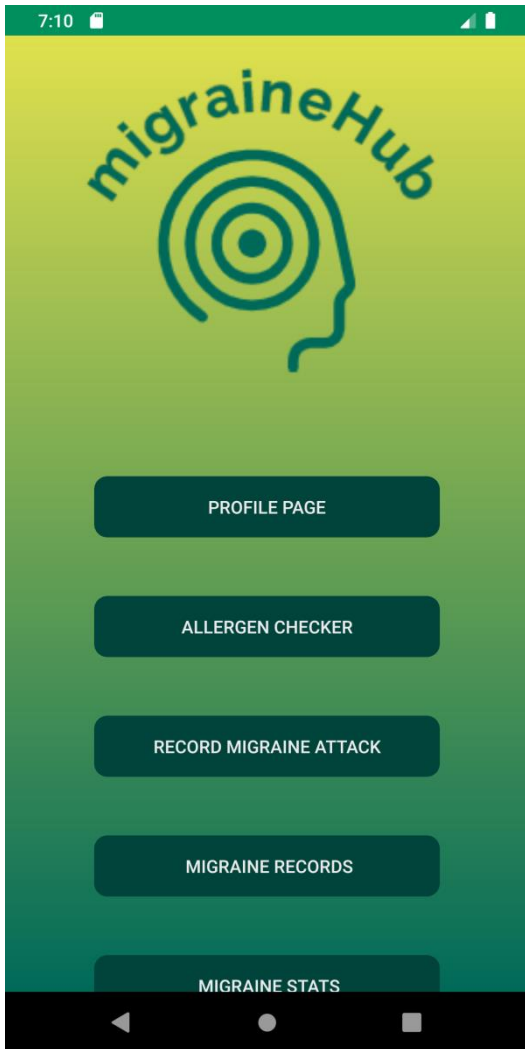 7:10
migraineHub
PROFILE PAGE
ALLERGEN CHECKER
RECORD MIGRAINE ATTACK
MIGRAINE RECORDS
MIGRAINE STATS